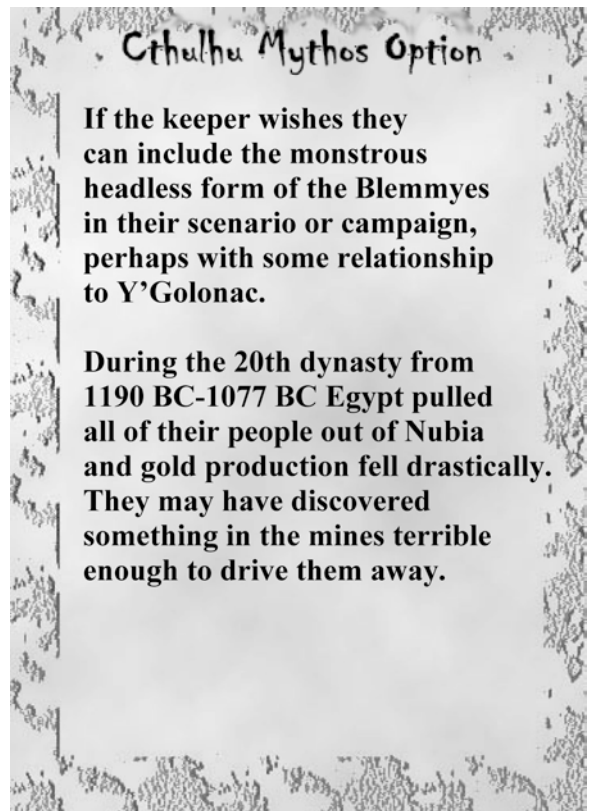 Cthulhu Mythos Option
If the keeper wishes they
can include the monstrous
headless form of the Blemmyes
in their scenario or campaign,
perhaps with some relationship
to Y’Golonac.
During the 20th dynasty from
1190 BC-1077 BC Egypt pulled
all of their people out of Nubia
and gold production fell drastically.
They may have discovered
something in the mines terrible
enough to drive them away.